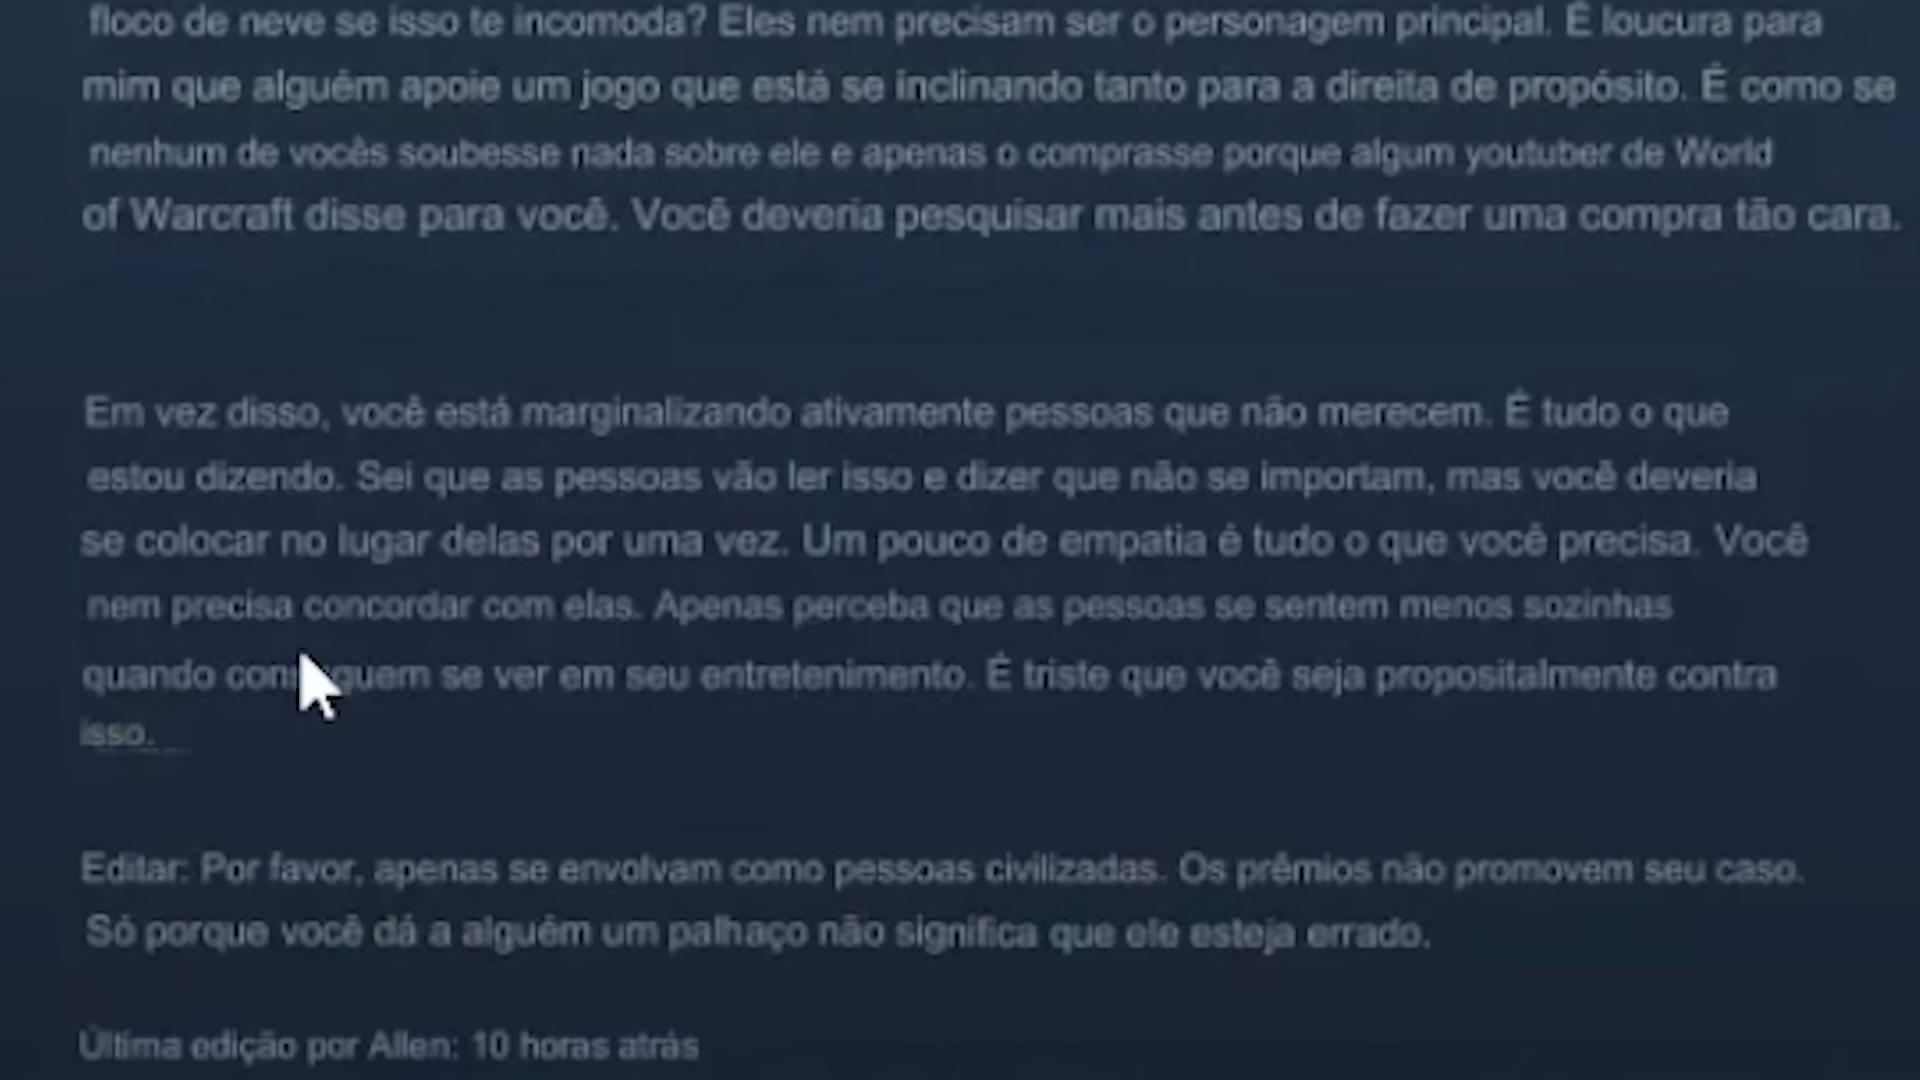 floco de neve se isso te incomoda? Eles nem precisam ser o personagem principal. É loucura para
mim que alguém apoie um jogo que está se inclinando tanto para a direita de propósito. É como se
nenhum de vocês soubesse nada sobre ele e apenas o comprasse porque algum youtuber de World
of Warcraft disse para você. Você deveria pesquisar mais antes de fazer uma compra tão cara.
Em vez disso, você está marginalizando ativamente pessoas que não merecem. É tudo o que
estou dizendo. Sei que as pessoas vão ler isso e dizer que não se importam, mas você deveria
se colocar no lugar delas por uma vez. Um pouco de empatia é tudo o que você precisa. Você
nem precisa concordar com elas. Apenas perceba que as pessoas se sentem menos sozinhas
quando conseguem se ver em seu entretenimento. É triste que você seja propositalmente contra
isso.
Editar: Por favor, apenas se envolvam como pessoas civilizadas. Os prêmios não promovem seu caso.
Só porque você dá a alguém um palhaço não significa que ele esteja errado.
Última edição por Allen: 10 horas atrás